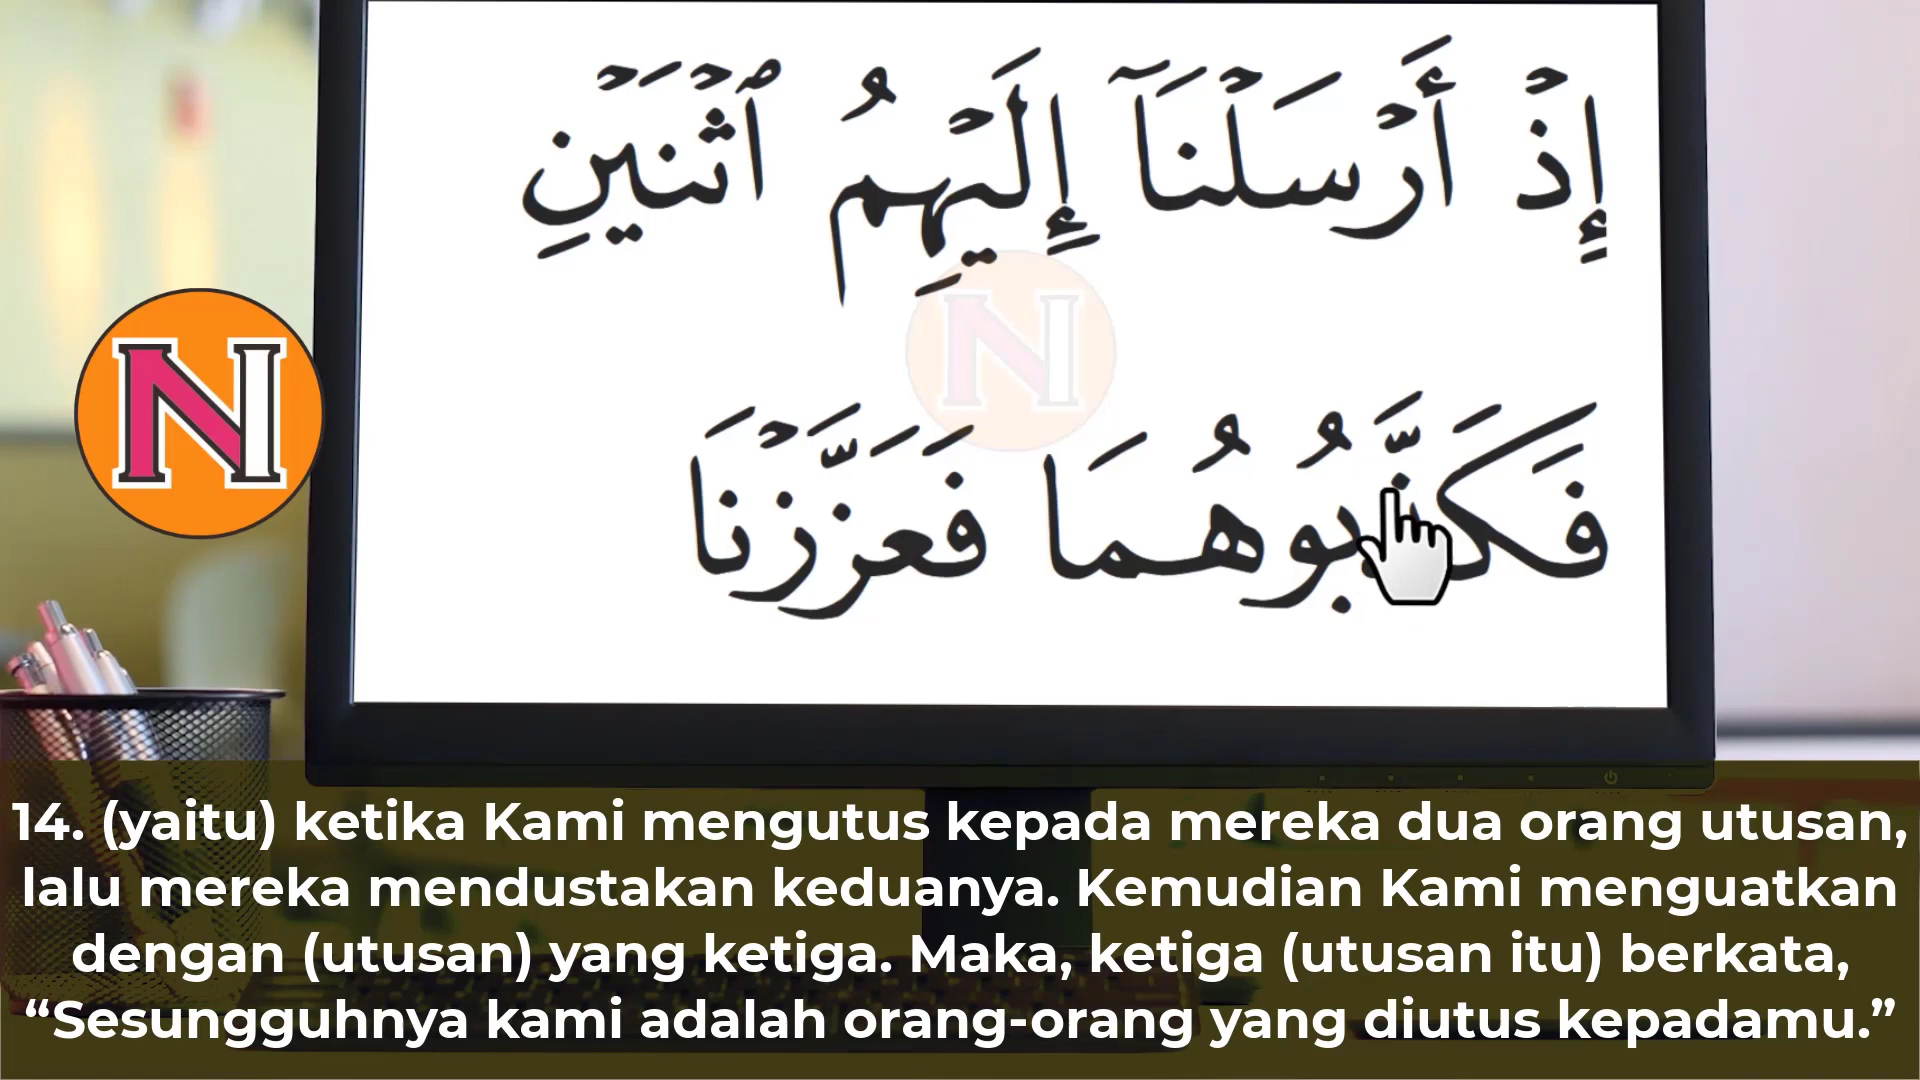 إِذْ أَرْسَلْنَآ إِلَيْهِمُ ٱثْنَيْنِ
فَكَذَّبُوهُمَا فَعَزَّزْنَا
N
N
14. (yaitu) ketika Kami mengutus kepada mereka dua orang utusan,
lalu mereka mendustakan keduanya. Kemudian Kami menguatkan
dengan (utusan) yang ketiga. Maka, ketiga (utusan itu) berkata,
“Sesungguhnya kami adalah orang-orang yang diutus kepadamu.”